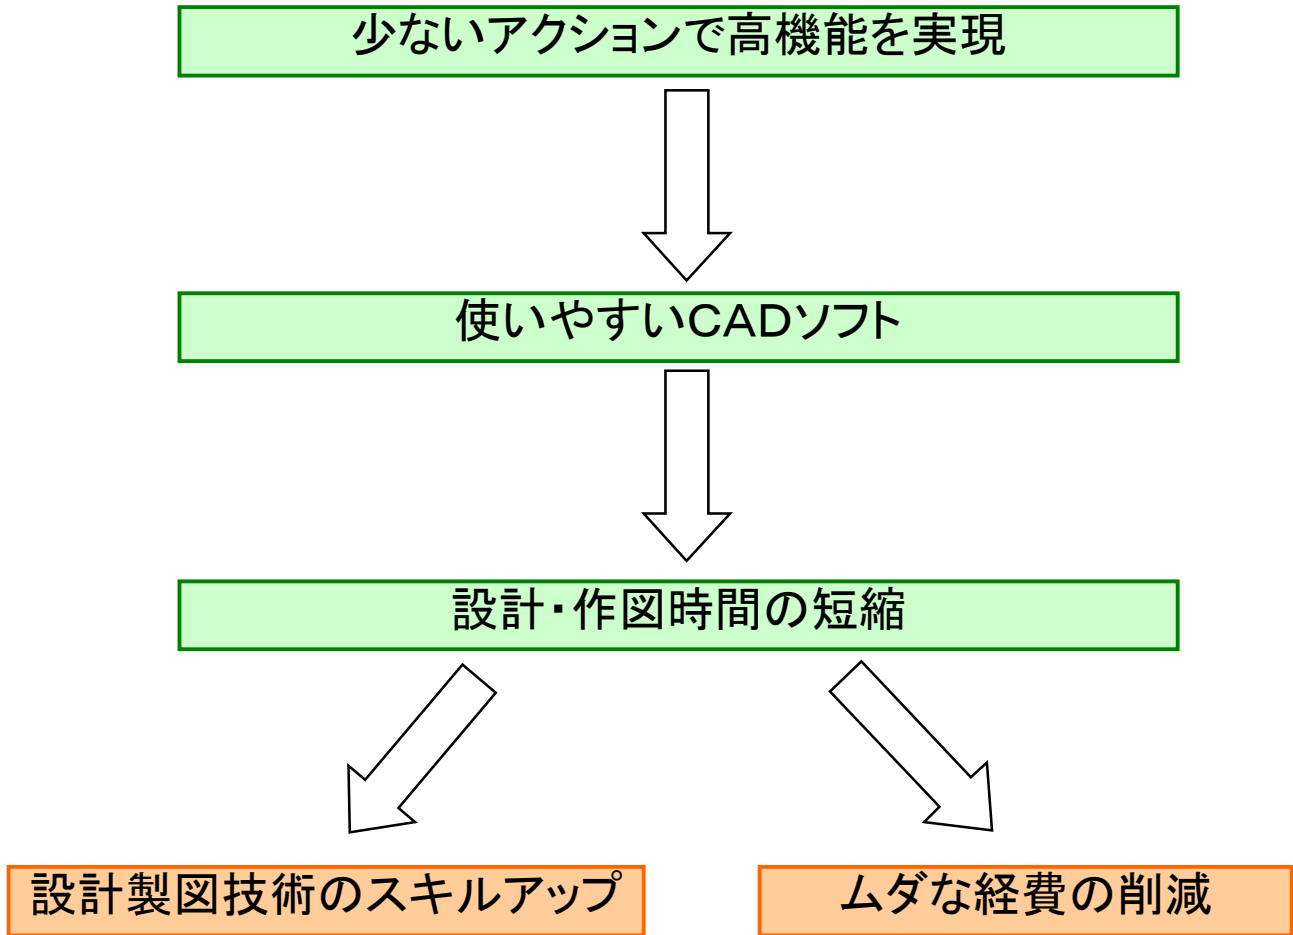 少ないアクションで高機能を実現
使いやすいCADソフト
設計・作図時間の短縮
設計製図技術のスキルアップ
ムダな経費の削減